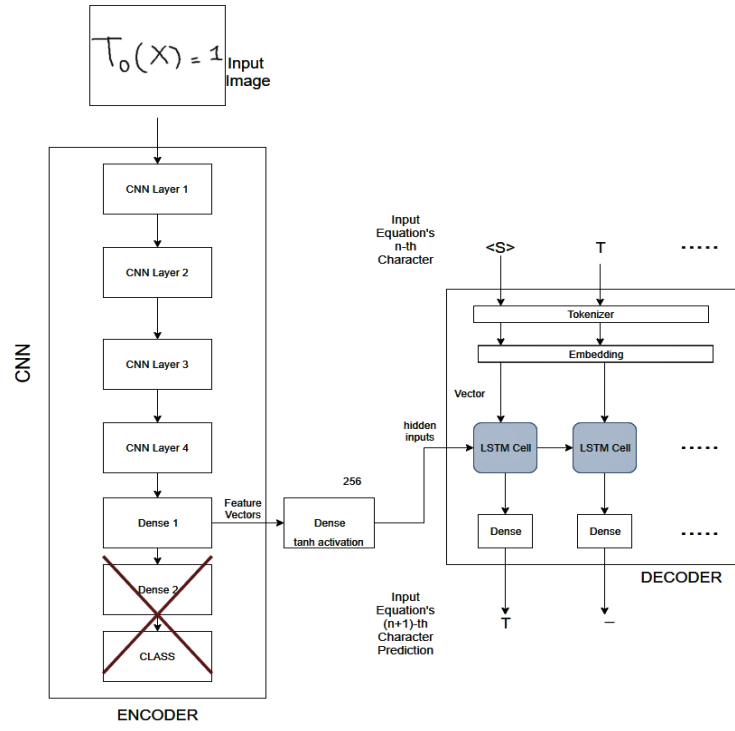 T₀(X) = 1
Input
Image
CNN
CNN Layer 1
CNN Layer 2
CNN Layer 3
CNN Layer 4
Dense 1
Dense 2
CLASS
ENCODER
Feature
Vectors
256
Dense
tanh activation
hidden
inputs
Input
Equation's
n-th
Character
<S>
T
.....
Tokenizer
Embedding
Vector
LSTM Cell
LSTM Cell
.....
Dense
Dense
.....
DECODER
Input
Equation's
(n+1)-th
Character
Prediction
T
_